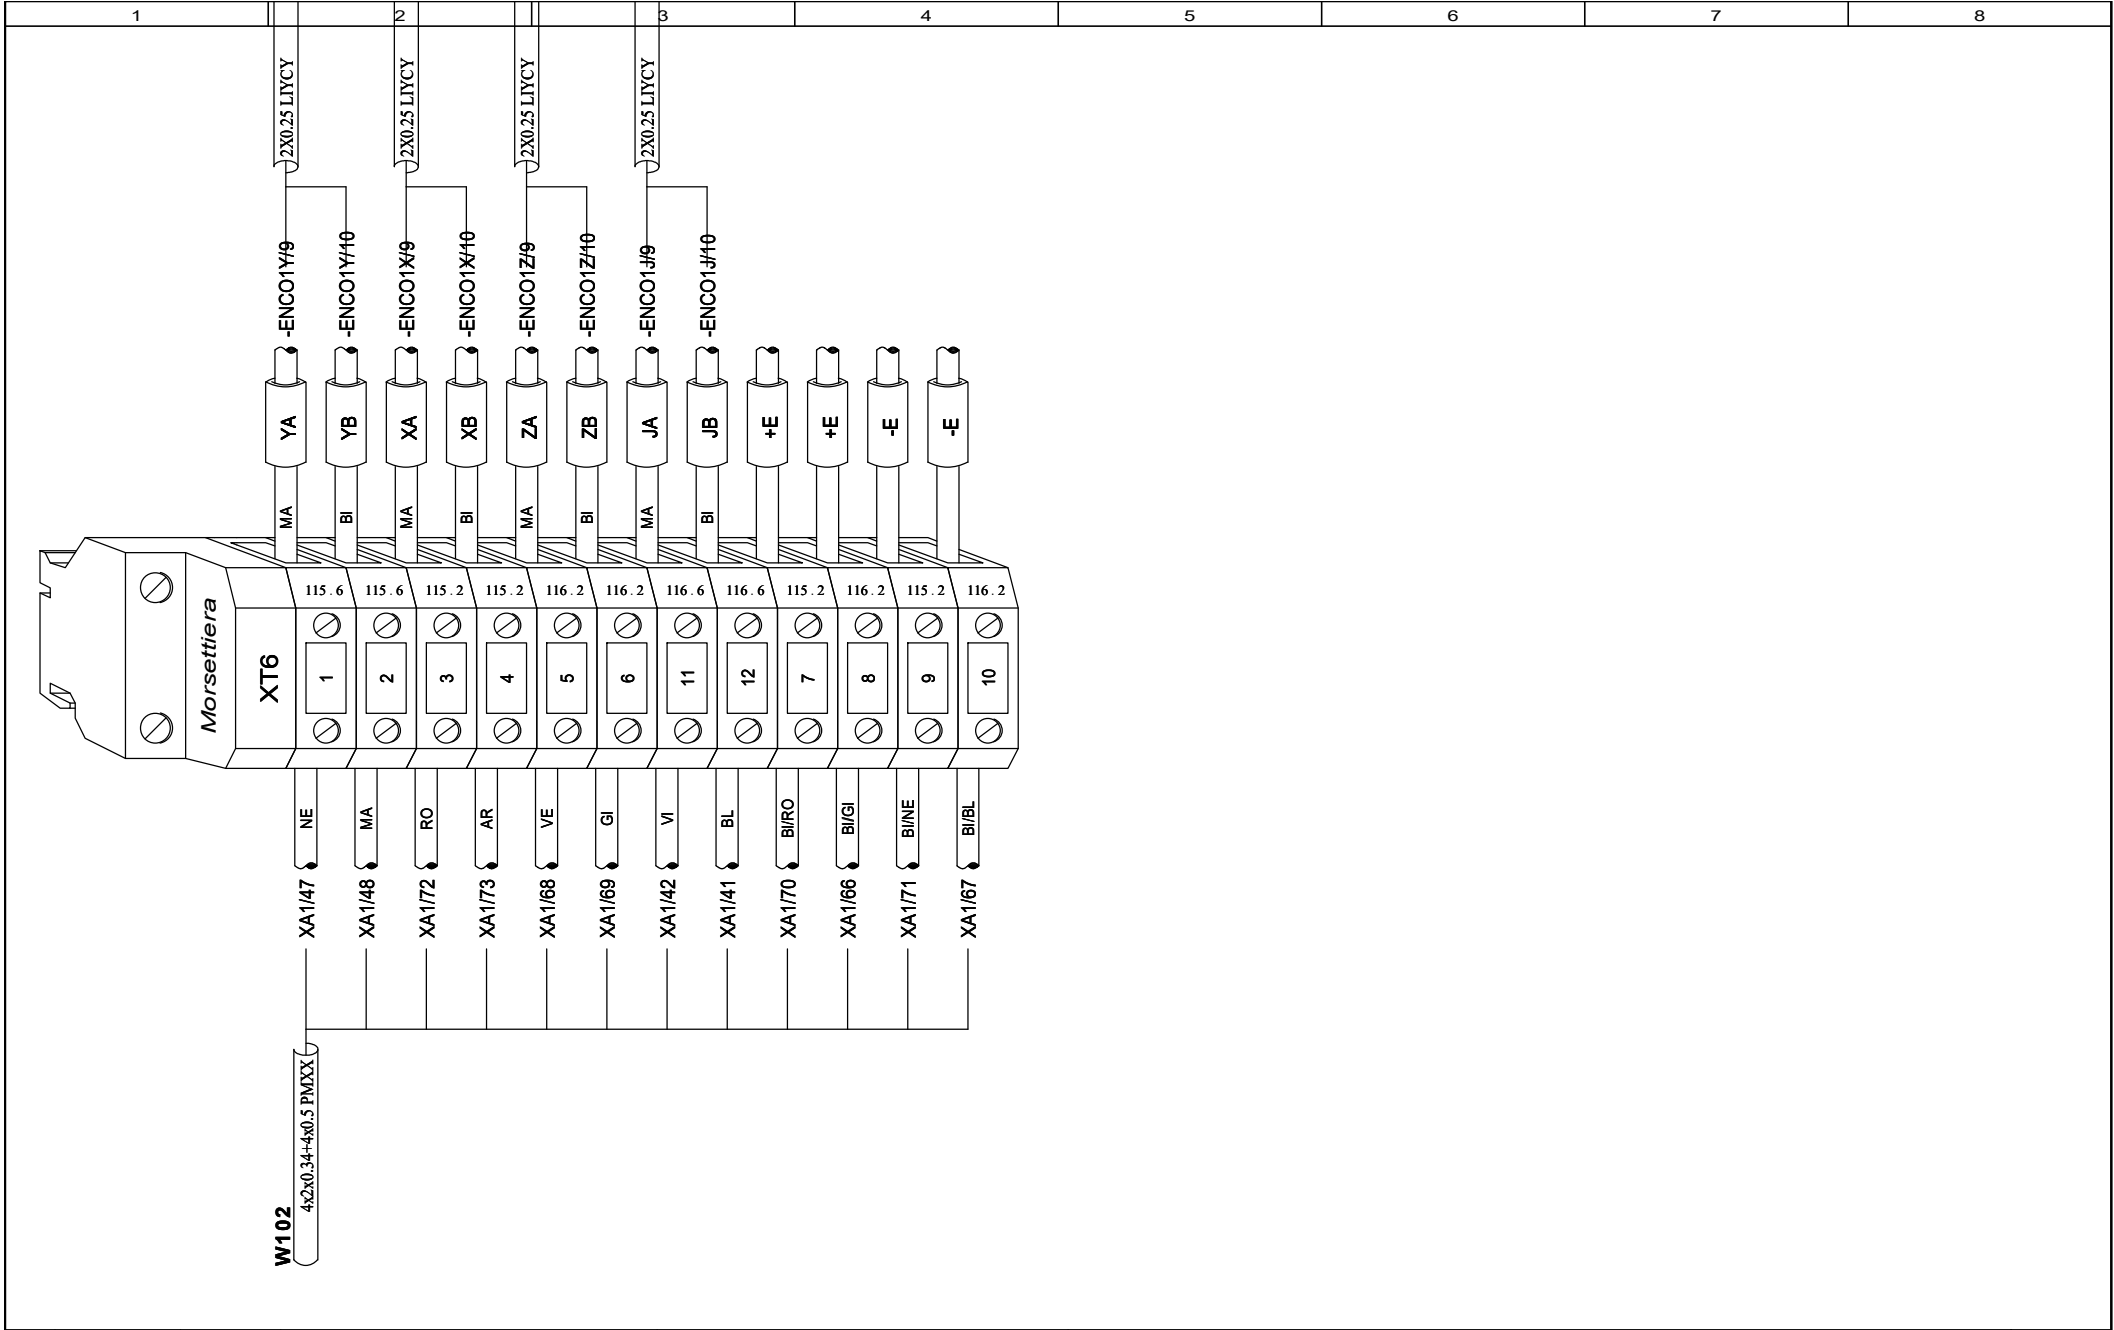 1 2 3 4 5 6 7 8
2X0.25 LIYCY 2X0.25 LIYCY 2X0.25 LIYCY 2X0.25 LIYCY
-ENCO1Y/9 -ENCO1Y/10 -ENCO1X/9 -ENCO1X/10 -ENCO1Z/9 -ENCO1Z/10 -ENCO1J/9 -ENCO1J/10
YA YB XA XB ZA ZB JA JB +E +E -E -E
MA BI MA BI MA BI MA BI
115.6 115.6 115.2 115.2 116.2 116.2 116.6 116.6 115.2 116.2 115.2 116.2
Morsettiera XT6 1 2 3 4 5 6 11 12 7 8 9 10
NE MA RO AR VE GI VI BL BI/RO BI/GI BI/NE BI/BL
XA1/47 XA1/48 XA1/72 XA1/73 XA1/68 XA1/69 XA1/42 XA1/41 XA1/70 XA1/66 XA1/71 XA1/67
W102 4x2x0.34+4x0.5 PMXX